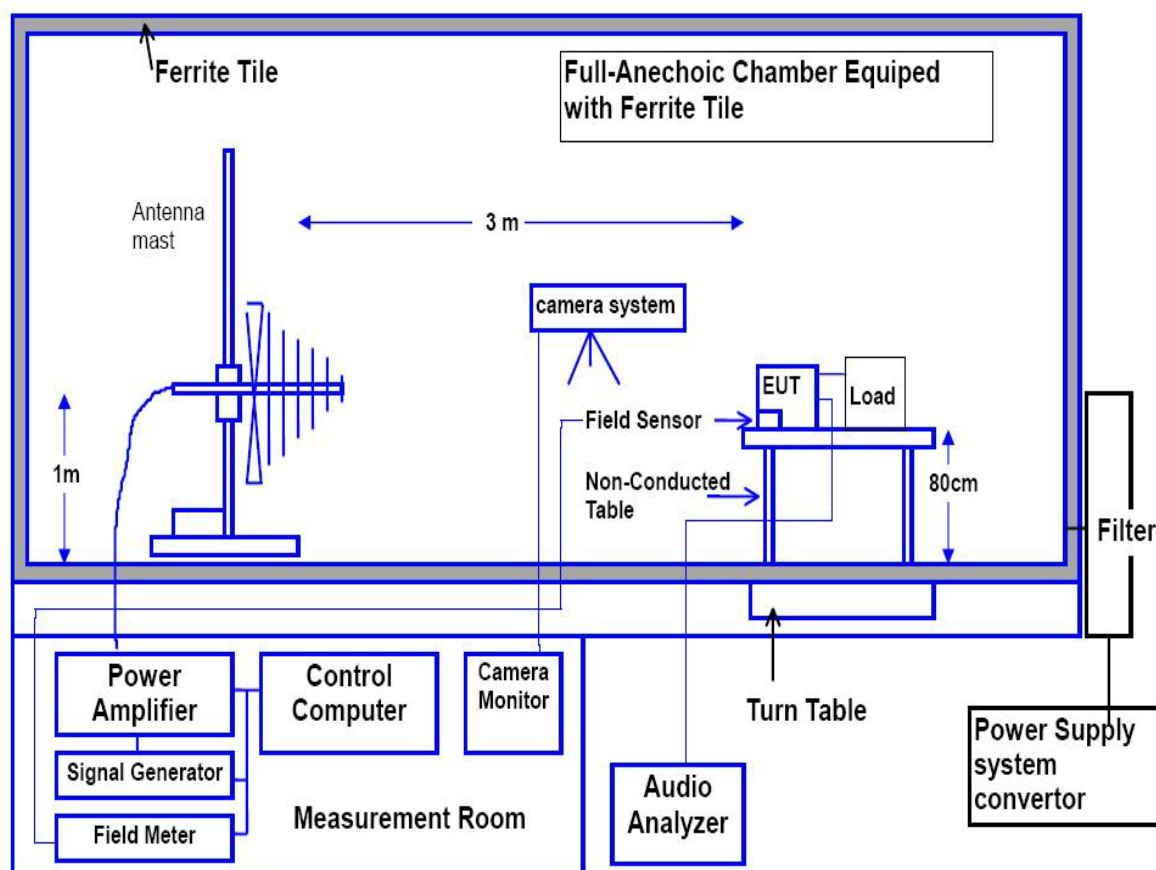 Ferrite Tile
Full-Anechoic Chamber Equiped
with Ferrite Tile
Antenna
mast
3 m
camera system
EUT
Load
Field Sensor
1m
Non-Conducted
Table
80cm
Filter
Power
Amplifier
Control
Computer
Camera
Monitor
Turn Table
Power Supply
system
convertor
Signal Generator
Audio
Analyzer
Measurement Room
Field Meter